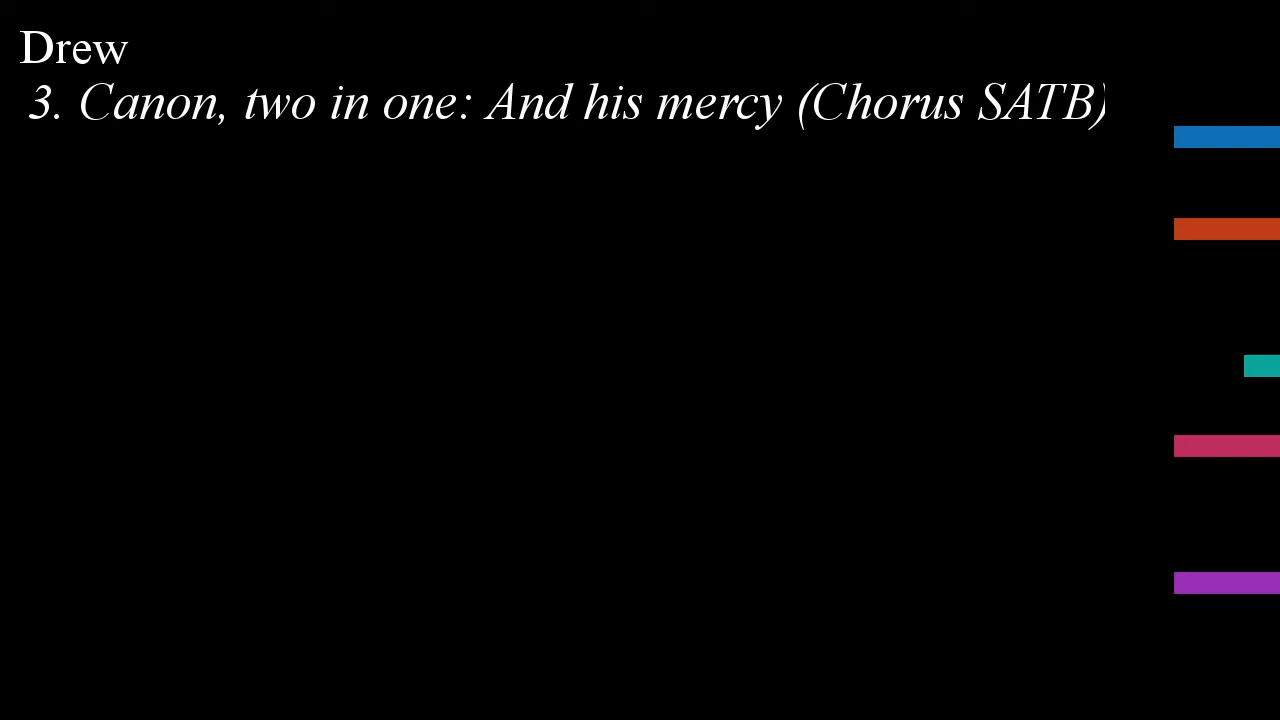 Drew
3. Canon, two in one: And his mercy (Chorus SATB)